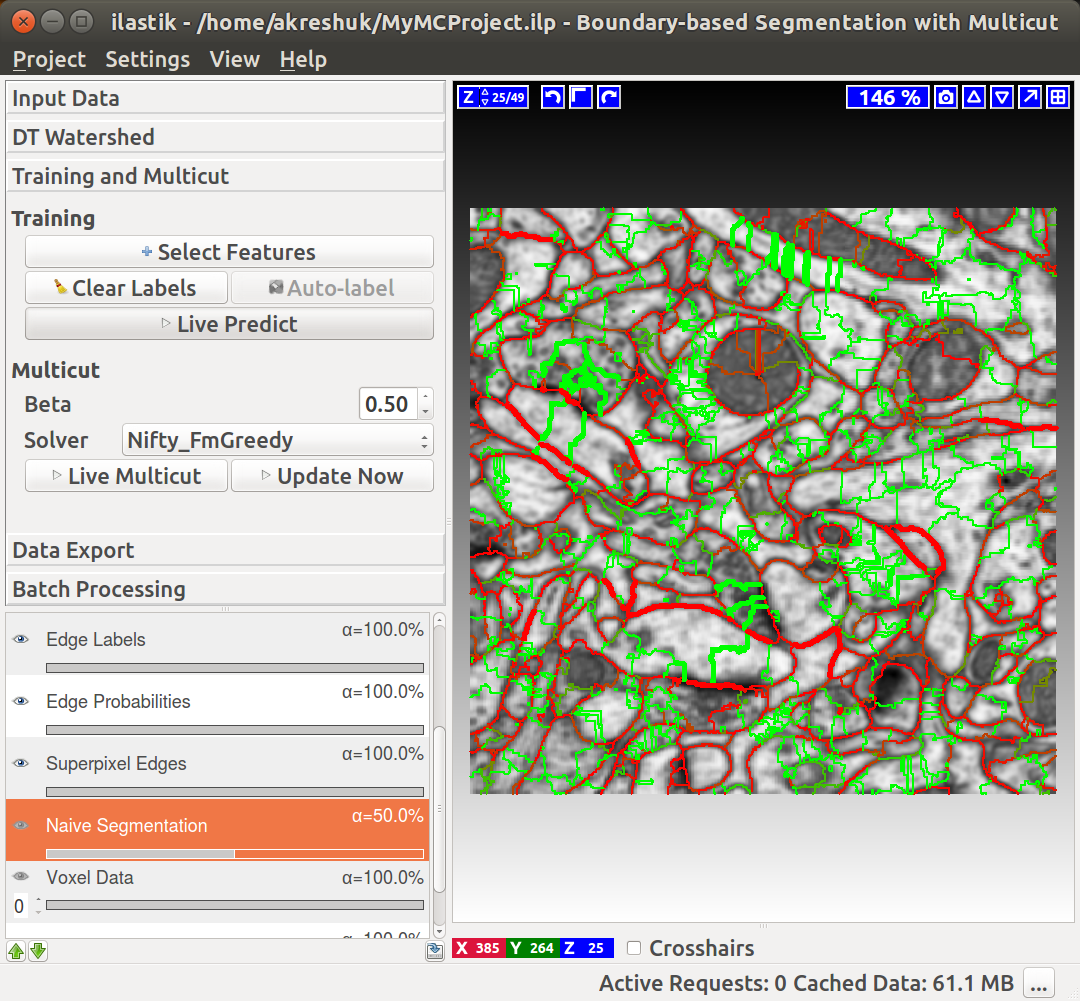 ilastik - /home/akreshuk/MyMCProject.ilp - Boundary-based Segmentation with Multicut
Project Settings View Help
Input Data
DT Watershed
Training and Multicut
Training
Select Features
Clear Labels Auto-label
Live Predict
Multicut
Beta 0.50
Solver Nifty_FmGreedy
Live Multicut Update Now
Data Export
Batch Processing
Edge Labels α=100.0%
Edge Probabilities α=100.0%
Superpixel Edges α=100.0%
Naive Segmentation α=50.0%
Voxel Data α=100.0%
0
Z 25/49 146 %
X 385 Y 264 Z 25 Crosshairs
Active Requests: 0 Cached Data: 61.1 MB ...